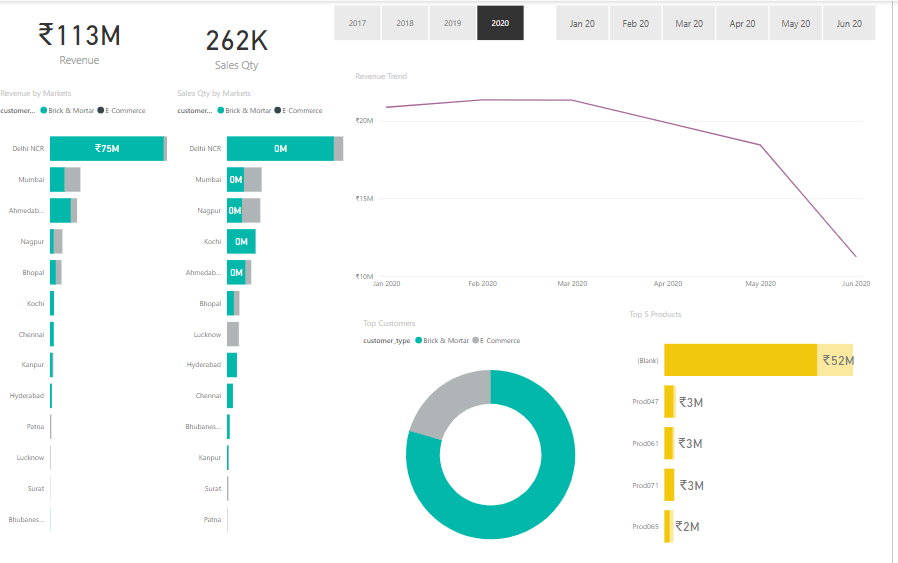 ₹113M
Revenue
262K
Sales Qty
2017 2018 2019 2020
Jan 20 Feb 20 Mar 20 Apr 20 May 20 Jun 20
Revenue by Markets
customer... Brick & Mortar E-Commerce
Delhi NCR ₹75M
Mumbai
Ahmedab...
Nagpur
Bhopal
Kochi
Chennai
Kanpur
Hyderabad
Patna
Lucknow
Surat
Bhubanes...
Sales Qty by Markets
customer... Brick & Mortar E-Commerce
Delhi NCR 0M
Mumbai 0M
Nagpur 0M
Kochi 0M
Ahmedab... 0M
Bhopal
Lucknow
Hyderabad
Chennai
Bhubanes...
Kanpur
Surat
Patna
Revenue Trend
₹20M
₹15M
₹10M
Jan 2020 Feb 2020 Mar 2020 Apr 2020 May 2020 Jun 2020
Top Customers
customer_type Brick & Mortar E-Commerce
Top 5 Products
(Blank) ₹52M
Prod047 ₹3M
Prod061 ₹3M
Prod071 ₹3M
Prod065 ₹2M